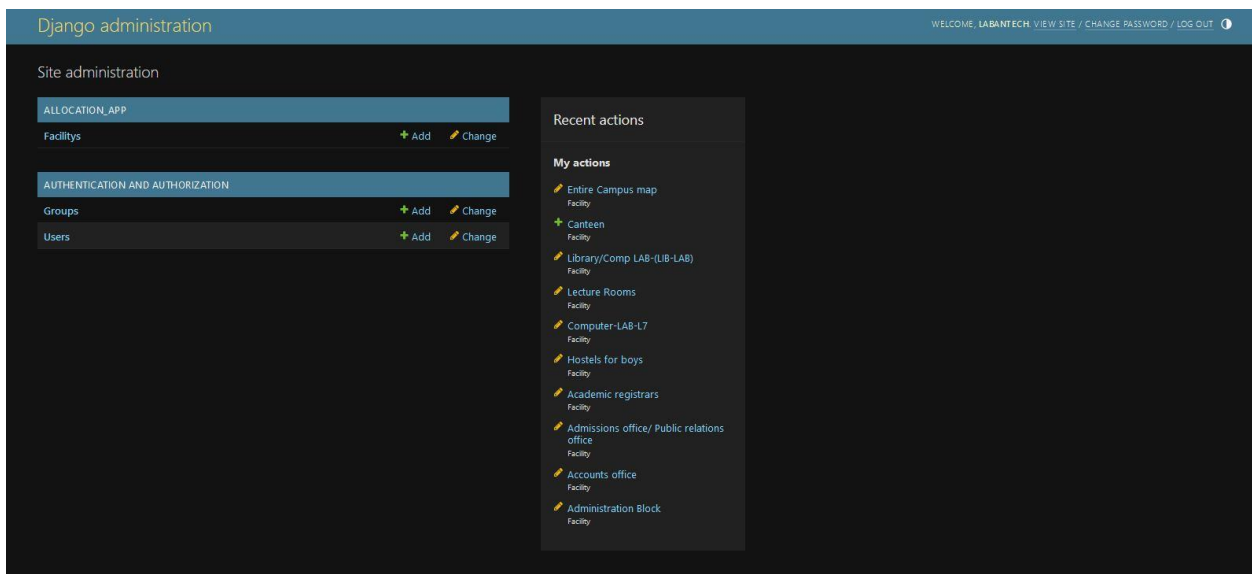 Django administration
WELCOME, LABANTECH. VIEW SITE / CHANGE PASSWORD / LOG OUT
Site administration
ALLOCATION_APP
Facilitys + Add Change
AUTHENTICATION AND AUTHORIZATION
Groups + Add Change
Users + Add Change
Recent actions
My actions
Entire Campus map
Facility
+ Canteen
Facility
Library/Comp LAB-(LIB-LAB)
Facility
Lecture Rooms
Facility
Computer-LAB-L7
Facility
Hostels for boys
Facility
Academic registrars
Facility
Admissions office/ Public relations
office
Facility
Accounts office
Facility
Administration Block
Facility